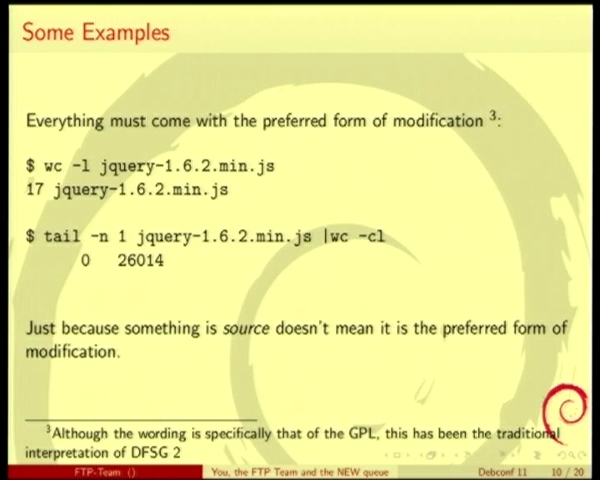 Some Examples
Everything must come with the preferred form of modification 3:
$ wc -l jquery-1.6.2.min.js
17 jquery-1.6.2.min.js
$ tail -n 1 jquery-1.6.2.min.js |wc -cl
0 26014
Just because something is source doesn't mean it is the preferred form of
modification.
3Although the wording is specifically that of the GPL, this has been the traditional
interpretation of DFSG 2
FTP-Team () You, the FTP Team and the NEW queue Debconf 11 10 / 20